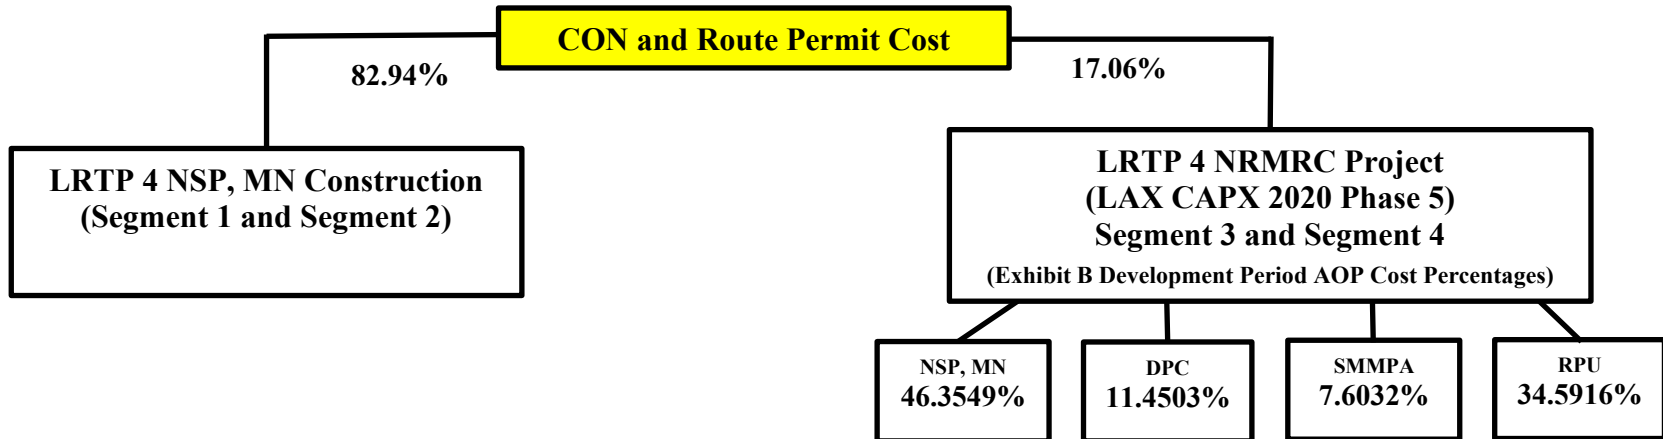 CON and Route Permit Cost
82.94%
17.06%
LRTP 4 NSP, MN Construction
(Segment 1 and Segment 2)
LRTP 4 NRMRC Project
(LAX CAPX 2020 Phase 5)
Segment 3 and Segment 4
(Exhibit B Development Period AOP Cost Percentages)
NSP, MN
46.3549%
DPC
11.4503%
SMMPA
7.6032%
RPU
34.5916%